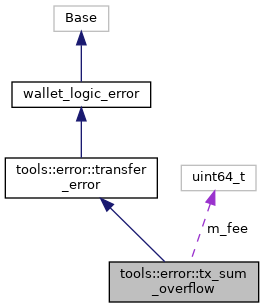 Base
wallet_logic_error
tools::error::transfer
_error
uint64_t
m_fee
tools::error::tx_sum
_overflow